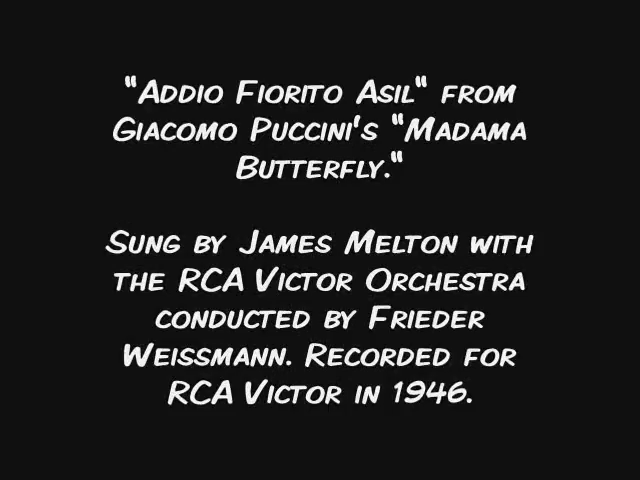 "Addio Fiorito Asil" from
Giacomo Puccini's "Madama
Butterfly."
Sung by James Melton with
the RCA Victor Orchestra
conducted by Frieder
Weissmann. Recorded for
RCA Victor in 1946.